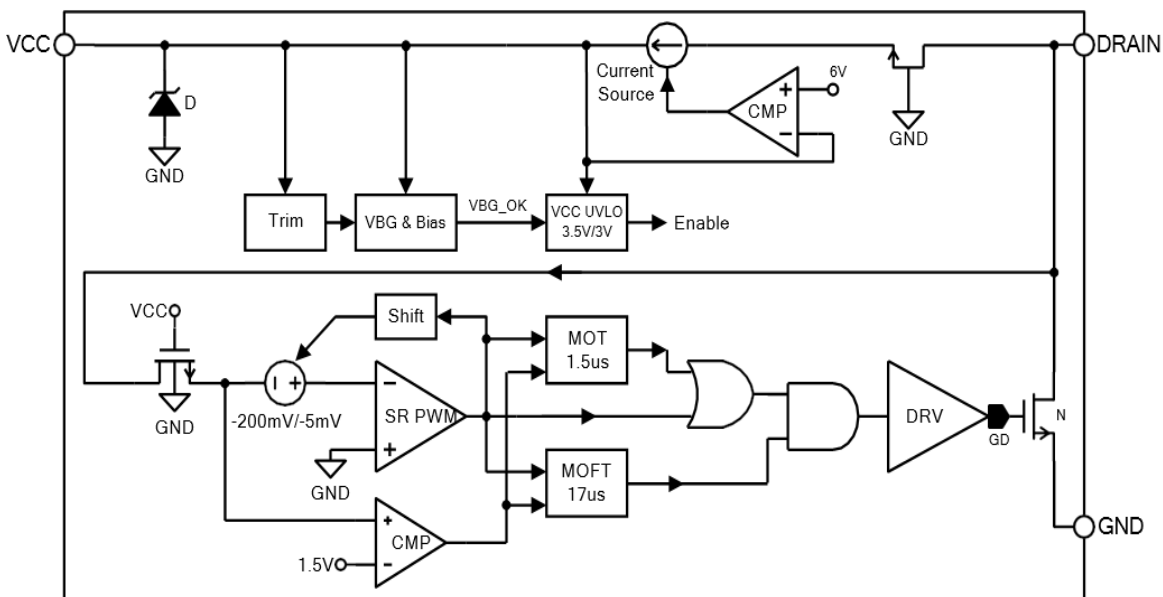 VCC
DRAIN
Current
Source
6V
+
CMP
−
D
GND
GND
Trim
VBG & Bias
VBG_OK
VCC UVLO
3.5V/3V
Enable
VCC
Shift
MOT
1.5us
− +
−
SR PWM
+
-200mV/-5mV
GND
GND
DRV
GD
N
MOFT
17us
+
CMP
−
1.5V
GND